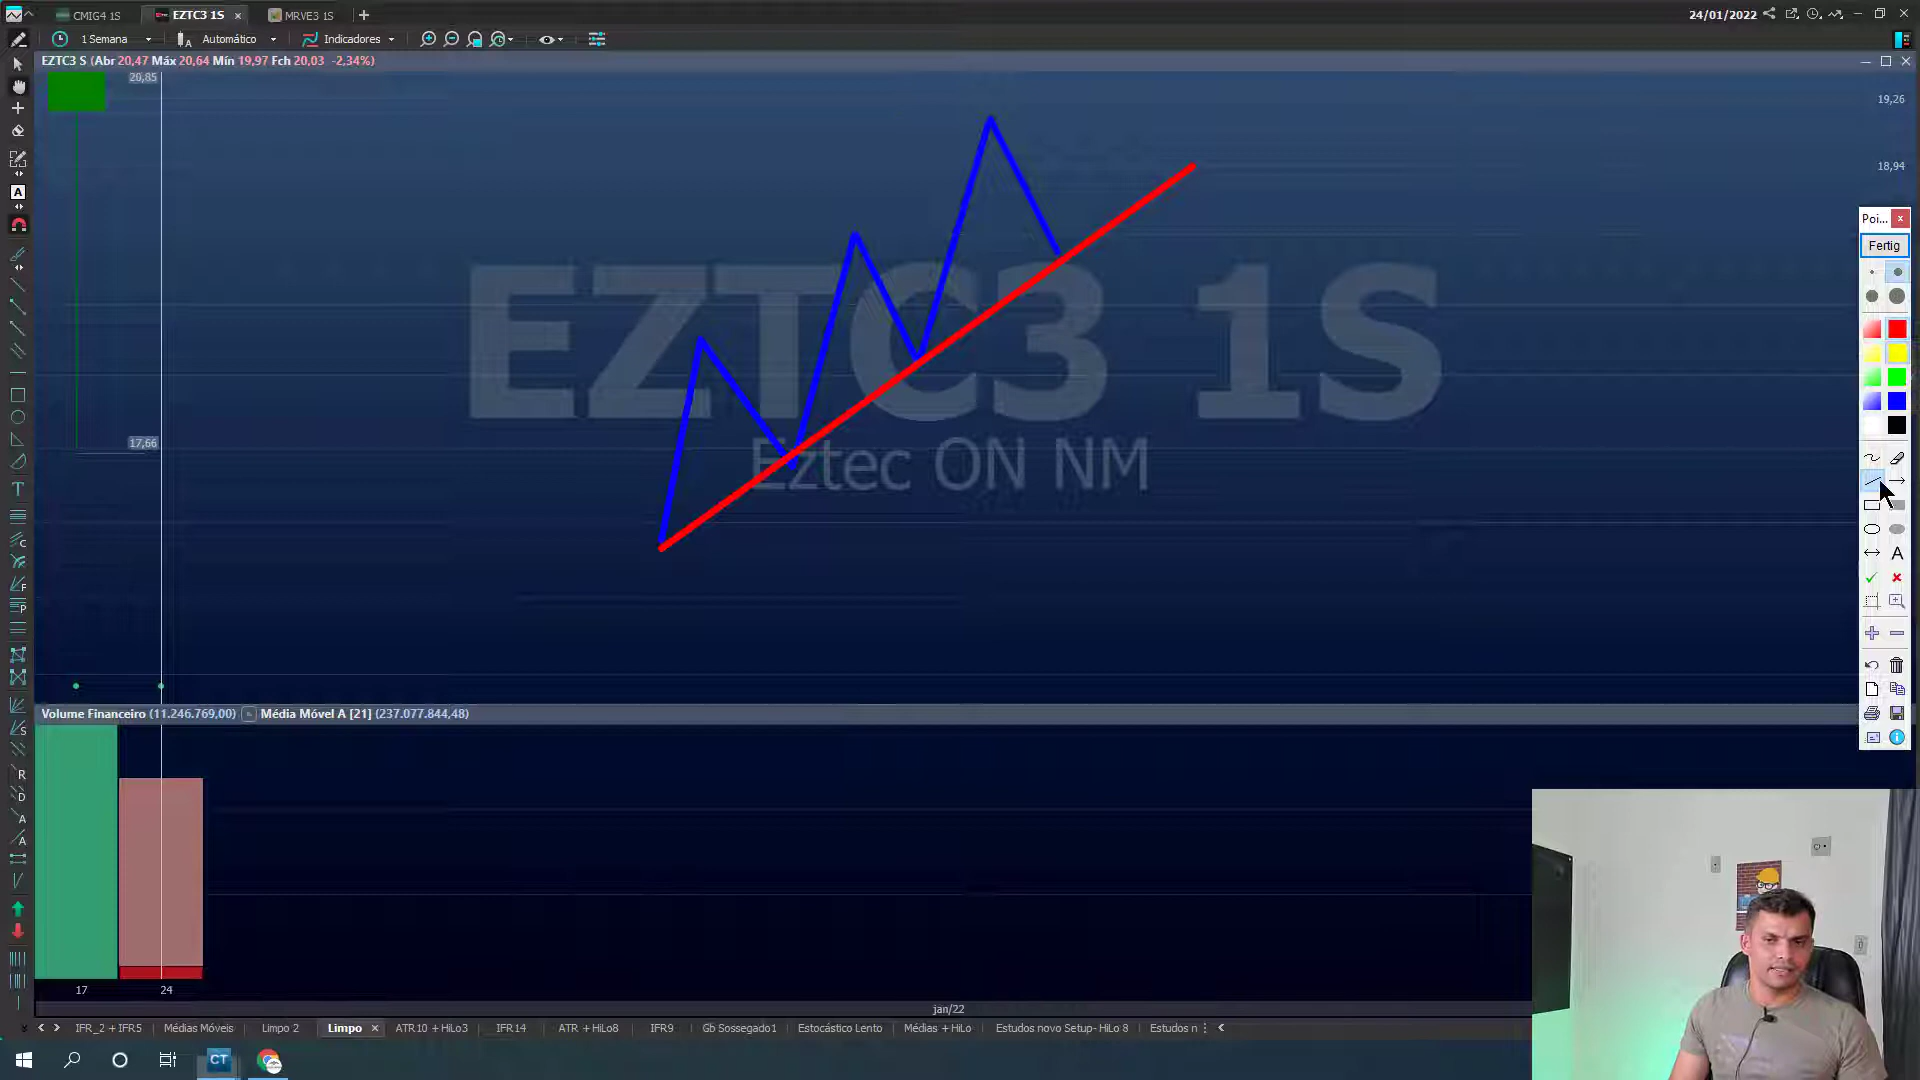 CMIG4 1S
EZTC3 1S
MRVE3 1S
24/01/2022
1 Semana
Automático
Indicadores
EZTC3 S (Abr 20,47 Máx 20,64 Mín 19,97 Fch 20,03 -2,34%)
20,85
19,26
18,94
17,66
EZTC3 1S
Eztec ON NM
Poi...
Fertig
Volume Financeiro (11.246.769,00)
Média Móvel A [21] (237.077.844,48)
17
24
jan/22
IFR_2 + IFR5
Médias Móveis
Limpo 2
Limpo
ATR10 + HiLo3
IFR14
ATR + HiLo8
IFR9
Gb Sossegado1
Estocástico Lento
Médias + HiLo
Estudos novo Setup- HiLo 8
Estudos n
CT